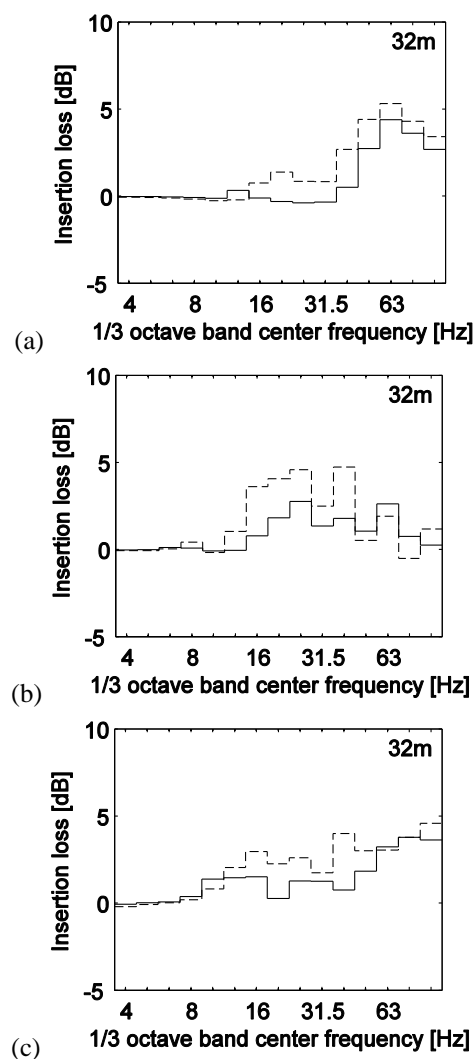 10
32m
5
0
-5
Insertion loss [dB]
4 8 16 31.5 63
(a) 1/3 octave band center frequency [Hz]
10
32m
5
0
-5
Insertion loss [dB]
4 8 16 31.5 63
(b) 1/3 octave band center frequency [Hz]
10
32m
5
0
-5
Insertion loss [dB]
4 8 16 31.5 63
(c) 1/3 octave band center frequency [Hz]